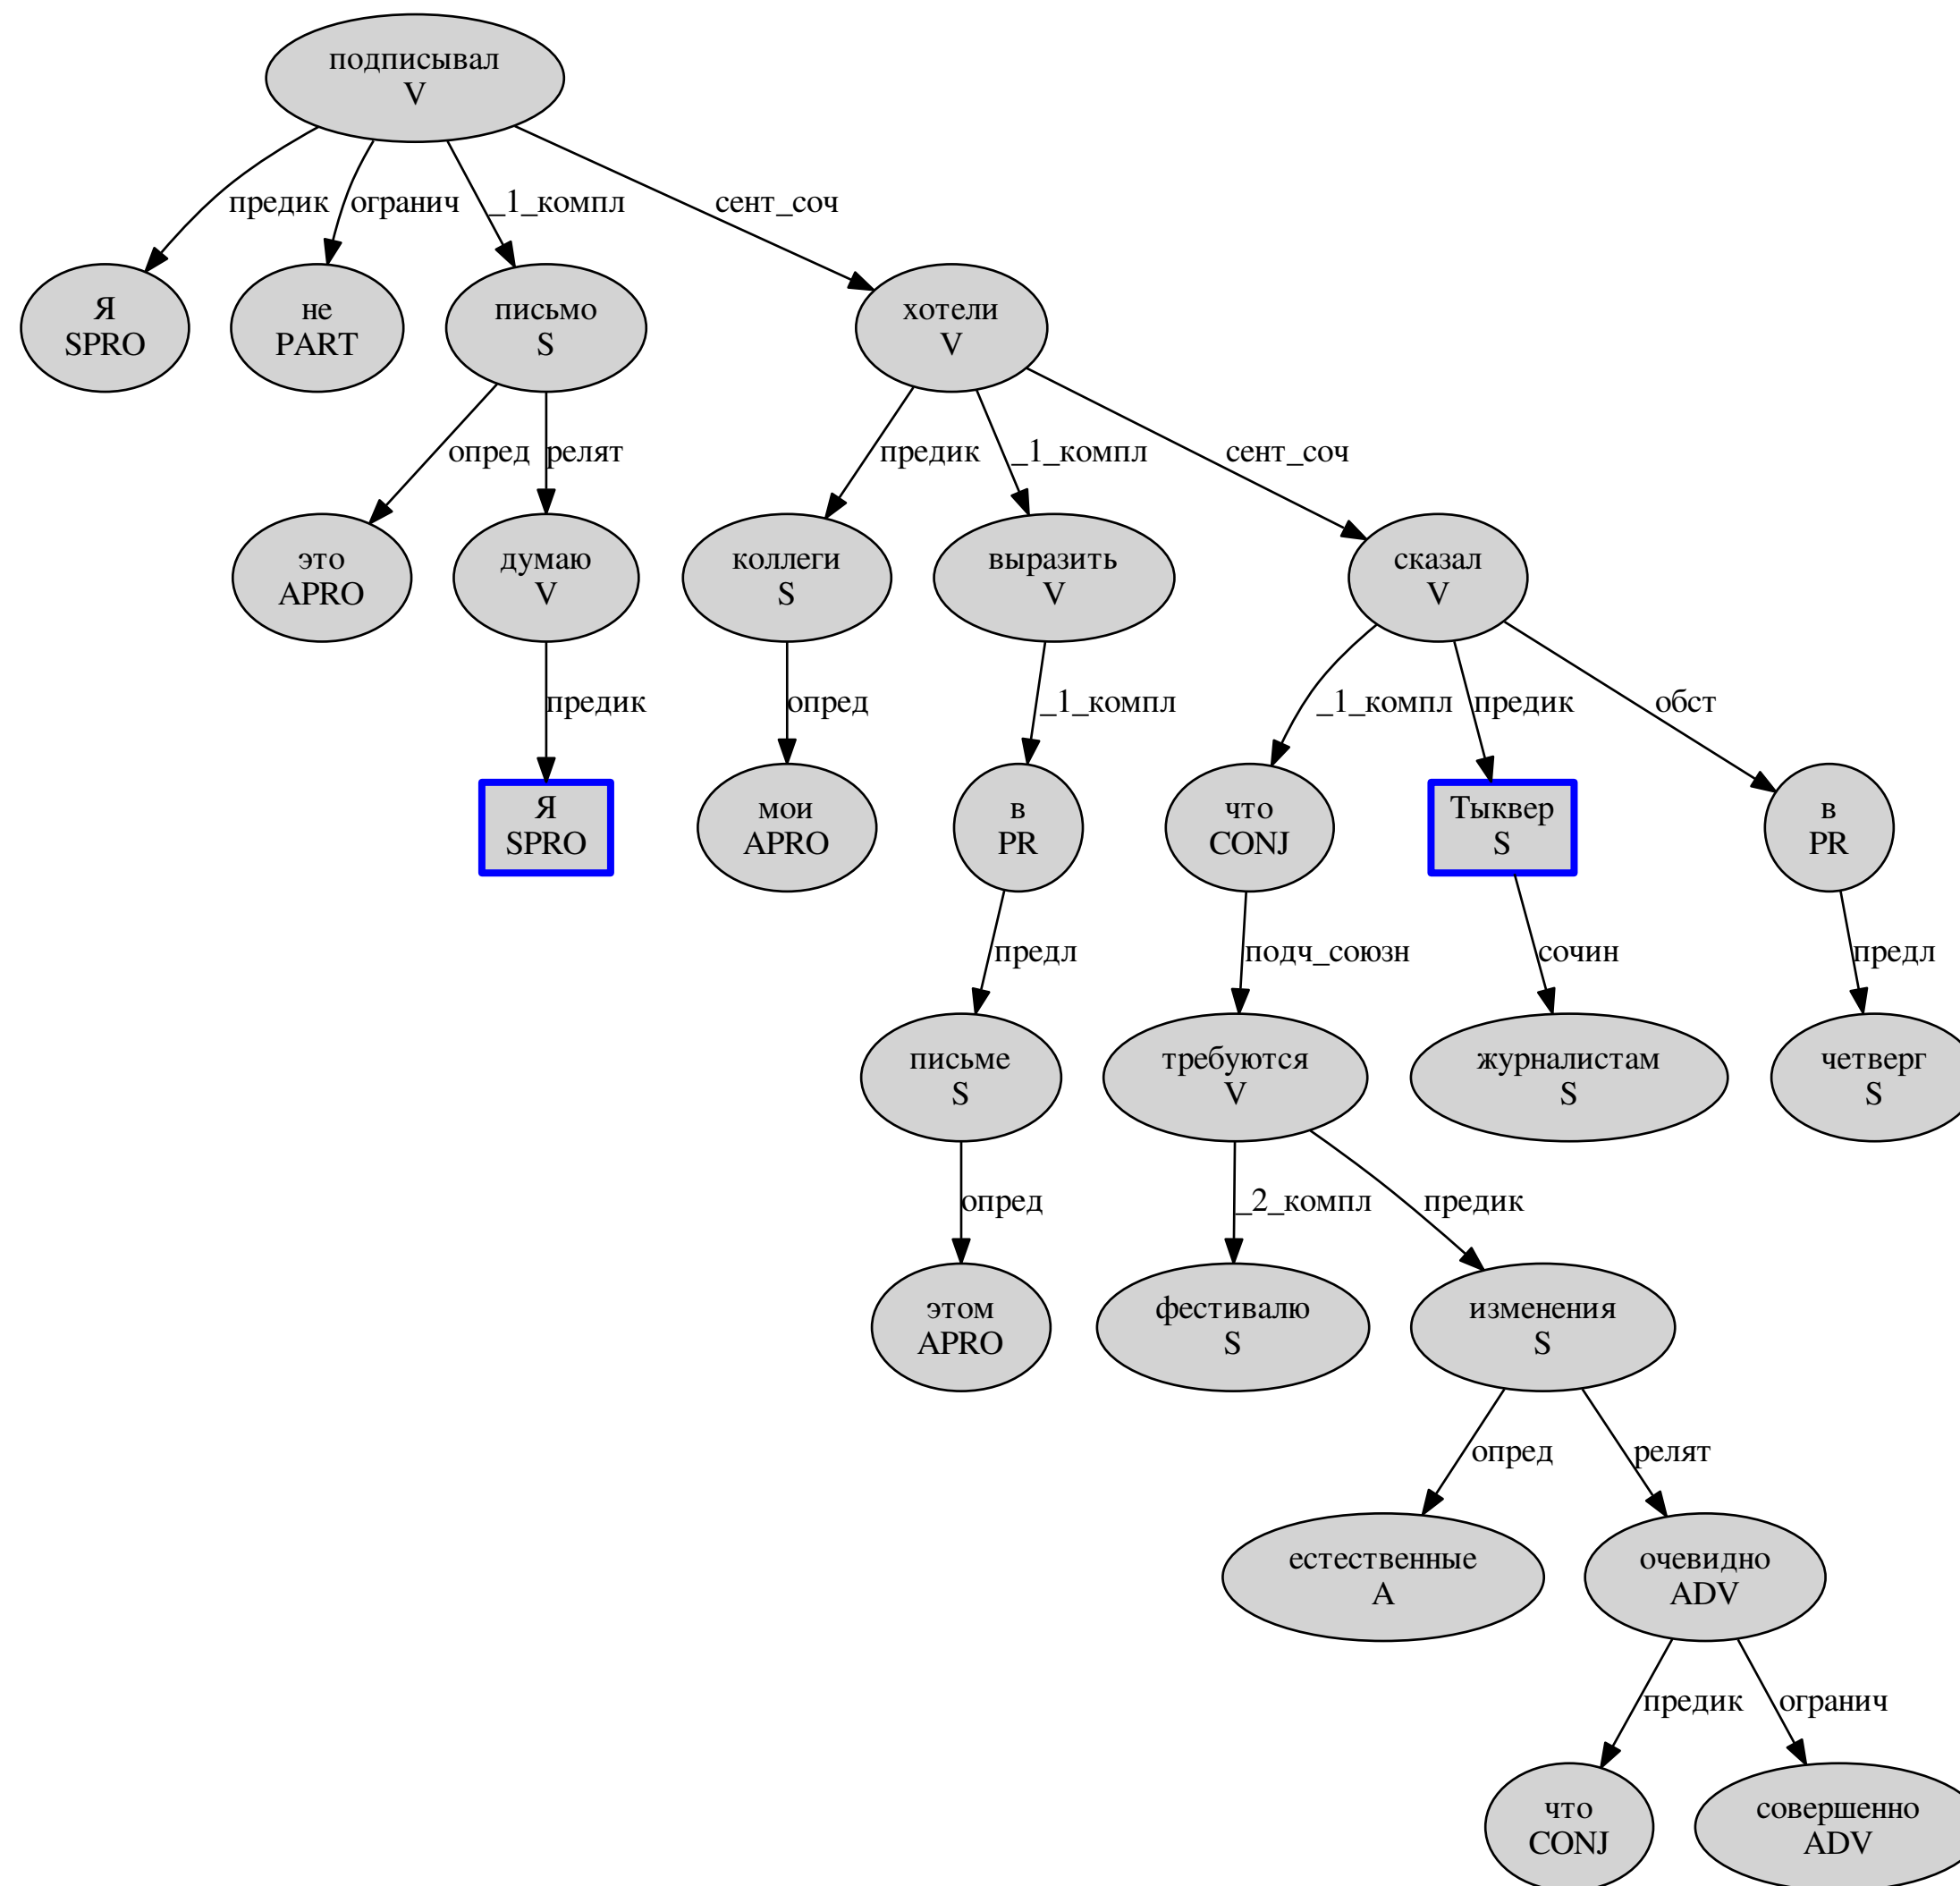 подписывал
V
предик
огранич
_1_компл
сент_соч
Я
SPRO
не
PART
письмо
S
хотели
V
опред
релят
предик
_1_компл
сент_соч
это
APRO
думаю
V
коллеги
S
выразить
V
сказал
V
предик
опред
_1_компл
_1_компл
предик
обст
Я
SPRO
мои
APRO
в
PR
что
CONJ
Тыквер
S
в
PR
предл
подч_союзн
сочин
предл
письме
S
требуются
V
журналистам
S
четверг
S
опред
_2_компл
предик
этом
APRO
фестивалю
S
изменения
S
опред
релят
естественные
A
очевидно
ADV
предик
огранич
что
CONJ
совершенно
ADV